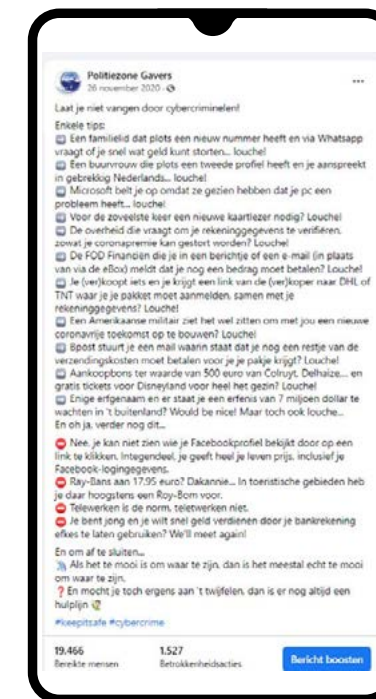 Politiezone Gavers
26 november 2020
Laat je niet vangen door cybercriminelen!
Enkele tips:
Een familielid dat plots een nieuw nummer heeft en via Whatsapp
vraagt of je snel wat geld kunt storten... louche!
Een buurvrouw die plots een tweede profiel heeft en je aanspreekt
in gebrekkig Nederlands... louche!
Microsoft belt je op omdat ze gezien hebben dat je pc een
probleem heeft... louche!
Voor de zoveelste keer een nieuwe kaartlezer nodig? Louche!
De overheid die vraagt om je rekeninggegevens te verifiëren,
zowat je coronapremie kan gestort worden? Louche!
De FOD Financiën die je in een berichtje of een e-mail (in plaats
van via de eBox) meldt dat je nog een bedrag moet betalen? Louche!
Je (ver)koopt iets en je krijgt een link van de (ver)koper naar DHL of
TNT waar je je pakket moet aanmelden, samen met je
rekeninggegevens? Louche!
Een Amerikaanse militair ziet het wel zitten om met jou een nieuwe
coronavrije toekomst op te bouwen? Louche!
Bpost stuurt je een mail waarin staat dat je nog een restje van de
verzendingskosten moet betalen voor je je pakje krijgt? Louche!
Aankoopbons ter waarde van 500 euro van Colruyt, Delhaize.... en
gratis tickets voor Disneyland voor heel het gezin? Louche!
Enige erfgenaam en er staat je een erfenis van 7 miljoen dollar te
wachten in 't buitenland? Would be nice! Maar toch ook louche...
En oh ja, verder nog dit...
Nee, je kan niet zien wie je Facebookprofiel bekijkt door op een
link te klikken. Integendeel, je geeft heel je leven prijs, inclusief je
Facebook-logingegevens.
Ray-Bans aan 17.95 euro? Dakannie... In toeristische gebieden heb
je daar hoogstens een Roy-Bom voor.
Telewerken is de norm, teletwerken niet.
Je bent jong en je wilt snel geld verdienen door je bankrekening
efkes te laten gebruiken? We'll meet again!
En om af te sluiten...
Als het te mooi is om waar te zijn, dan is het meestal echt te mooi
om waar te zijn.
En mocht je toch ergens aan 't twijfelen, dan is er nog altijd een
hulplijn
#keepitsafe #cybercrime
19.466 1.527
Bereikte mensen Betrokkenheidsacties Bericht boosten